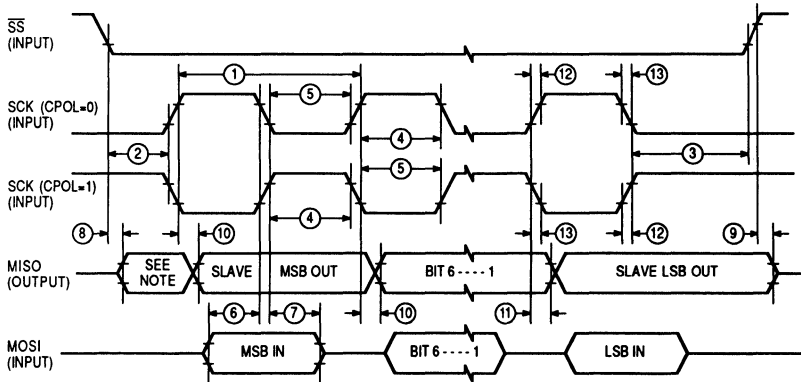 SS
(INPUT)
1
12
13
5
SCK (CPOL=0)
(INPUT)
2
4
3
5
SCK (CPOL=1)
(INPUT)
4
8
10
13
12
9
MISO
(OUTPUT)
SEE
NOTE
SLAVE
MSB OUT
BIT 6 - - - - - 1
SLAVE LSB OUT
6
7
10
11
MOSI
(INPUT)
MSB IN
BIT 6 - - - - - 1
LSB IN